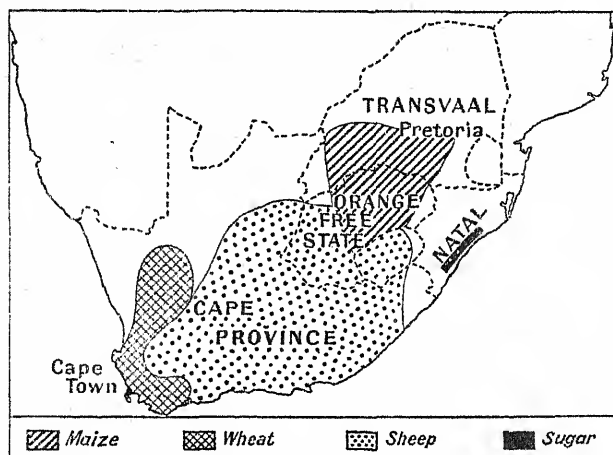 TRANSVAAL
Pretoria
ORANGE
FREE
STATE
NATAL
CAPE
PROVINCE
Cape
Town
Maize
Wheat
Sheep
Sugar